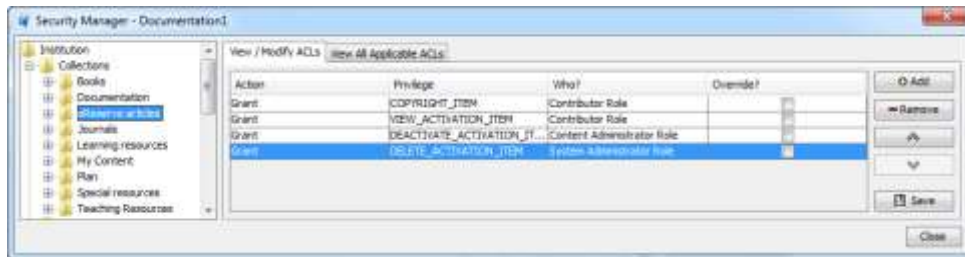 Security Manager - Documentation1
Institution
Collections
Books
Documentation
eReserve articles
Journals
Learning resources
My Content
Plan
Special resources
Teaching Resources
View / Modify ACLs View All Applicable ACLs
Action Privilege Who? Override?
Grant COPYRIGHT_ITEM Contributor Role
Grant VIEW_ACTIVATION_ITEM Contributor Role
Grant DEACTIVATE_ACTIVATION_IT... Content Administrator Role
Grant DELETE_ACTIVATION_ITEM System Administrator Role
Add
Remove
Save
Close